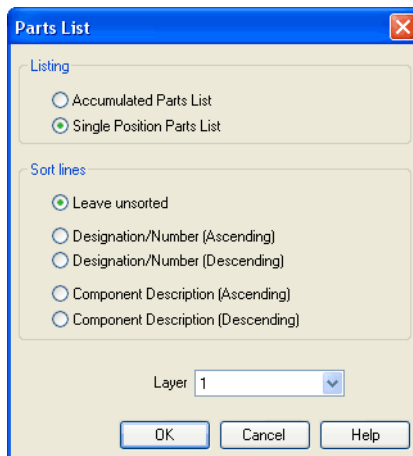 Parts List
Listing
Accumulated Parts List
Single Position Parts List
Sort lines
Leave unsorted
Designation/Number (Ascending)
Designation/Number (Descending)
Component Description (Ascending)
Component Description (Descending)
Layer 1
OK Cancel Help